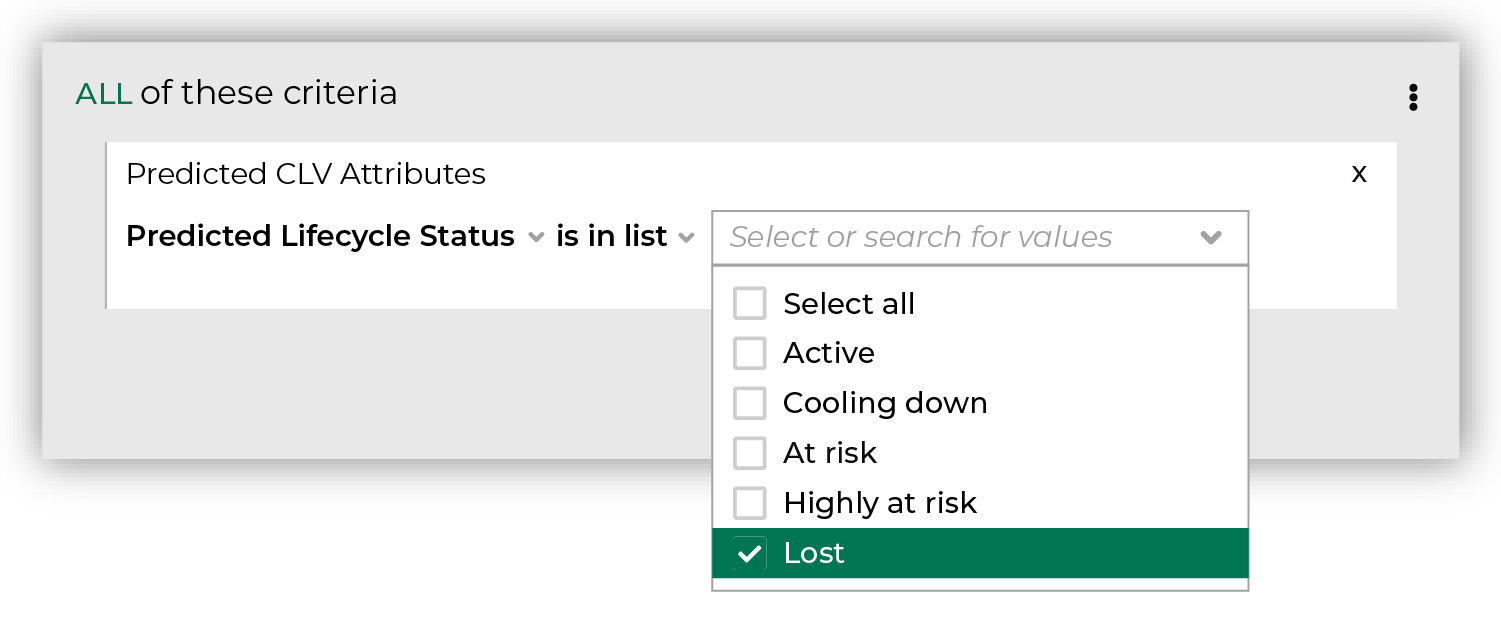 ALL of these criteria
Predicted CLV Attributes x
Predicted Lifecycle Status is in list Select or search for values
Select all
Active
Cooling down
At risk
Highly at risk
Lost